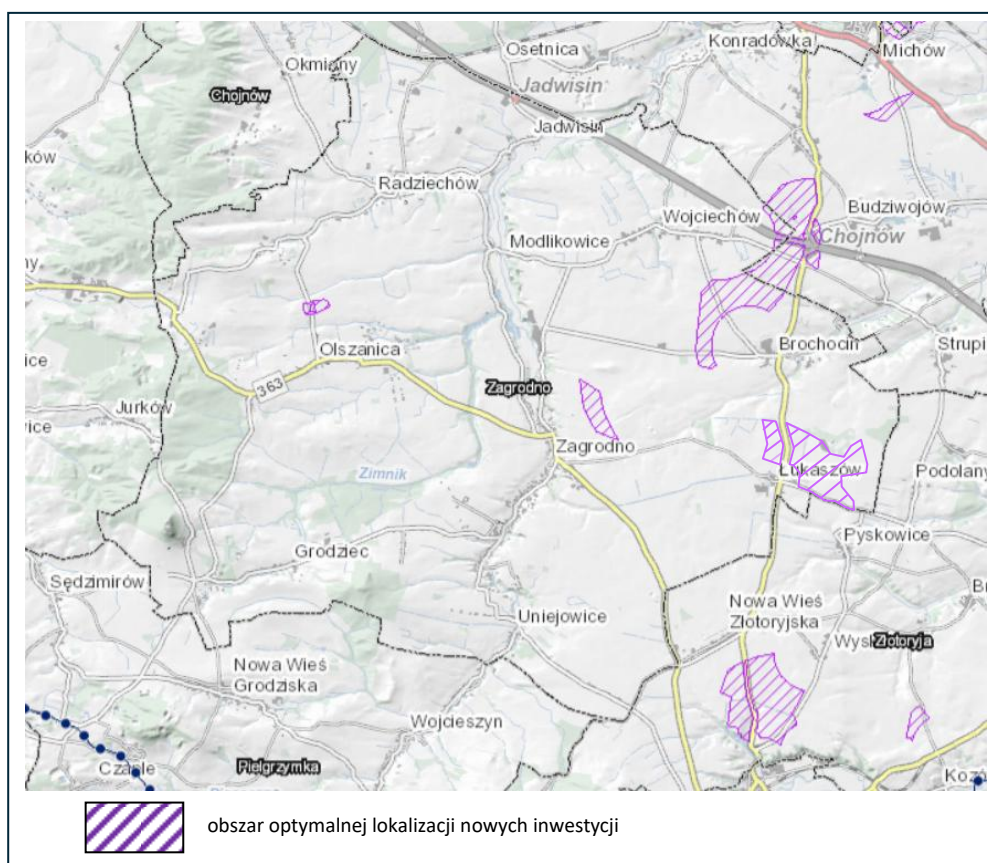 Osetnica
Konradówka
Michów
Okmiany
Chojnów
Jadwisin
Jadwisin
ków
Radziechów
Wojciechów
Budziwojów
Modlikowice
Chojnów
ny
Olszanica
Brochocin
Strupi
ice
363
Zagrodno
Jurków
wice
Zagrodno
Łukaszów
Podolany
Zimnik
Pyskowice
Grodziec
Sędzimirów
Uniejowice
Nowa Wieś
Złotoryjska
Złotoryja
Nowa Wieś
Grodziska
Wojcieszyn
Czaple
Pielgrzymka
obszar optymalnej lokalizacji nowych inwestycji